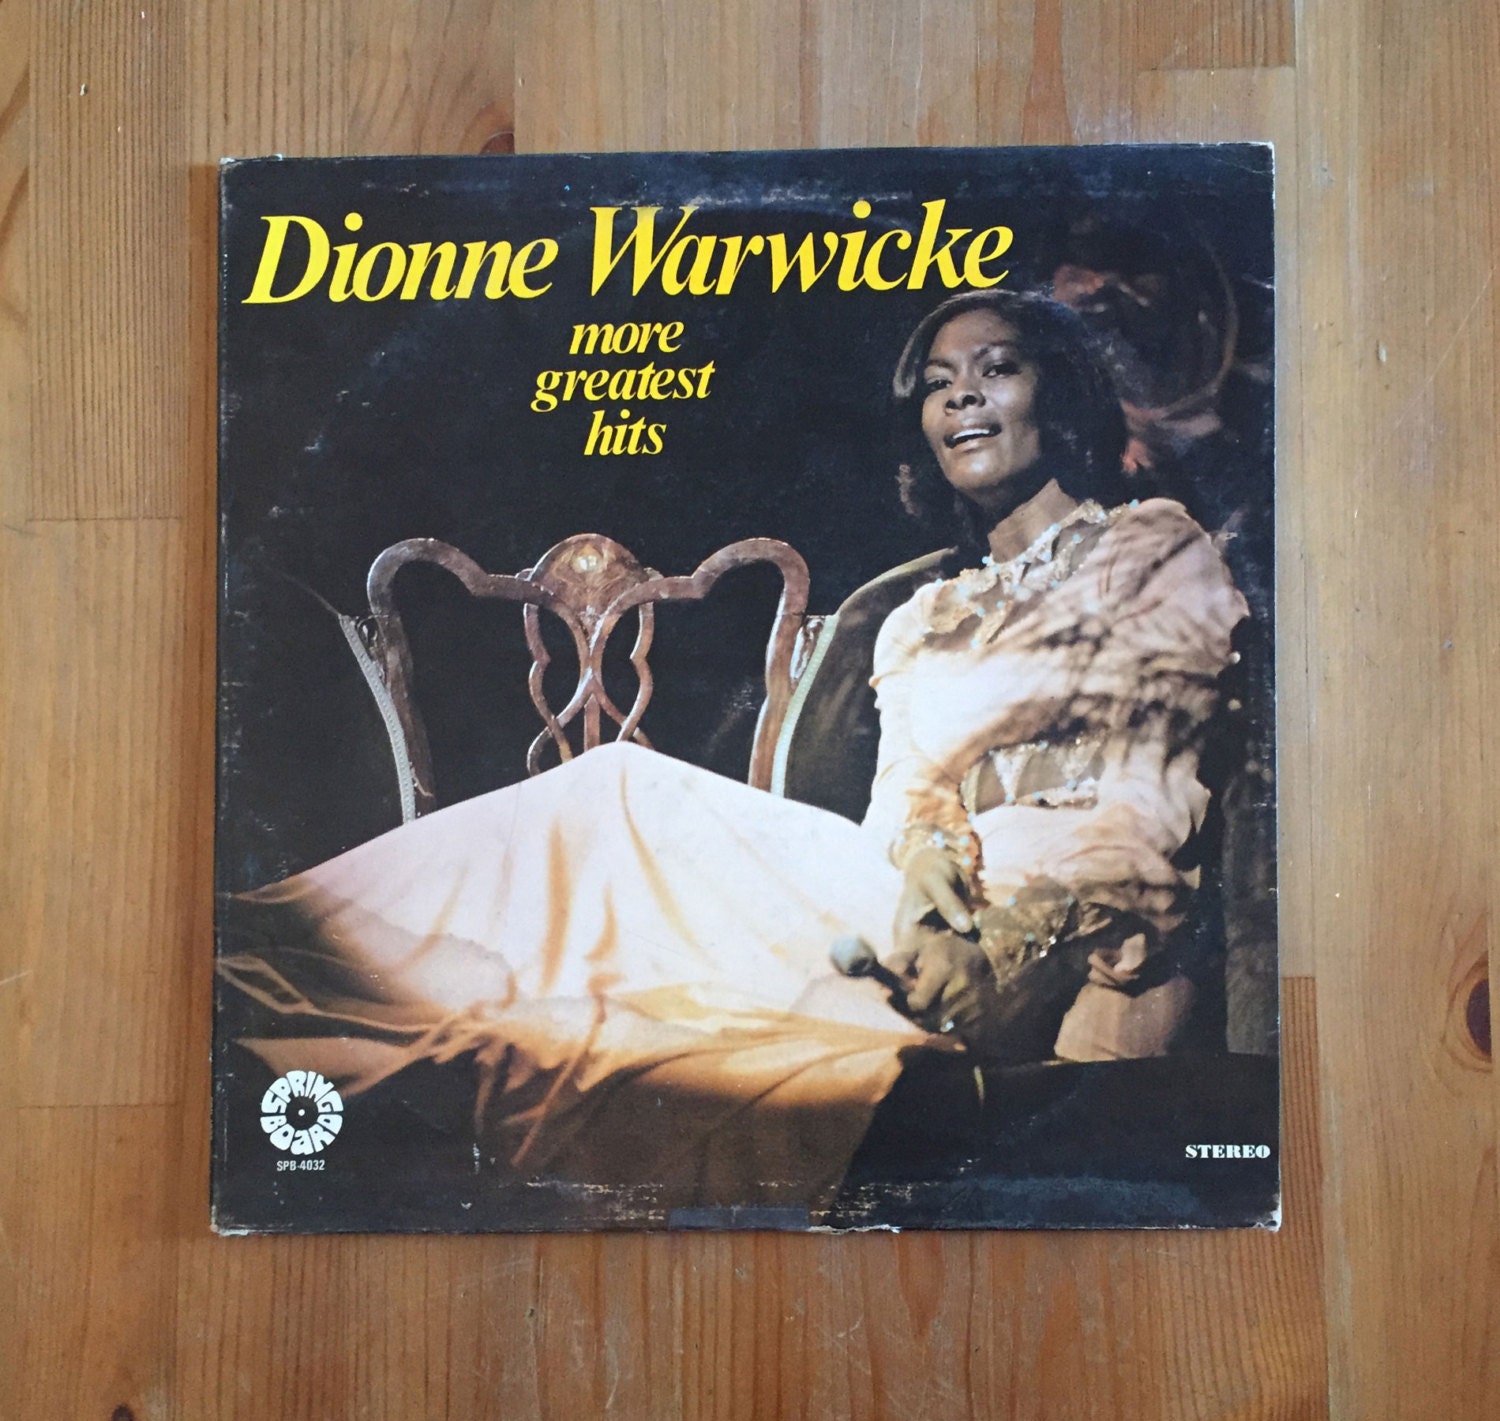 Dionne Warwicke
more
greatest
hits
SPRING
BOARD
SPB-4032
STEREO